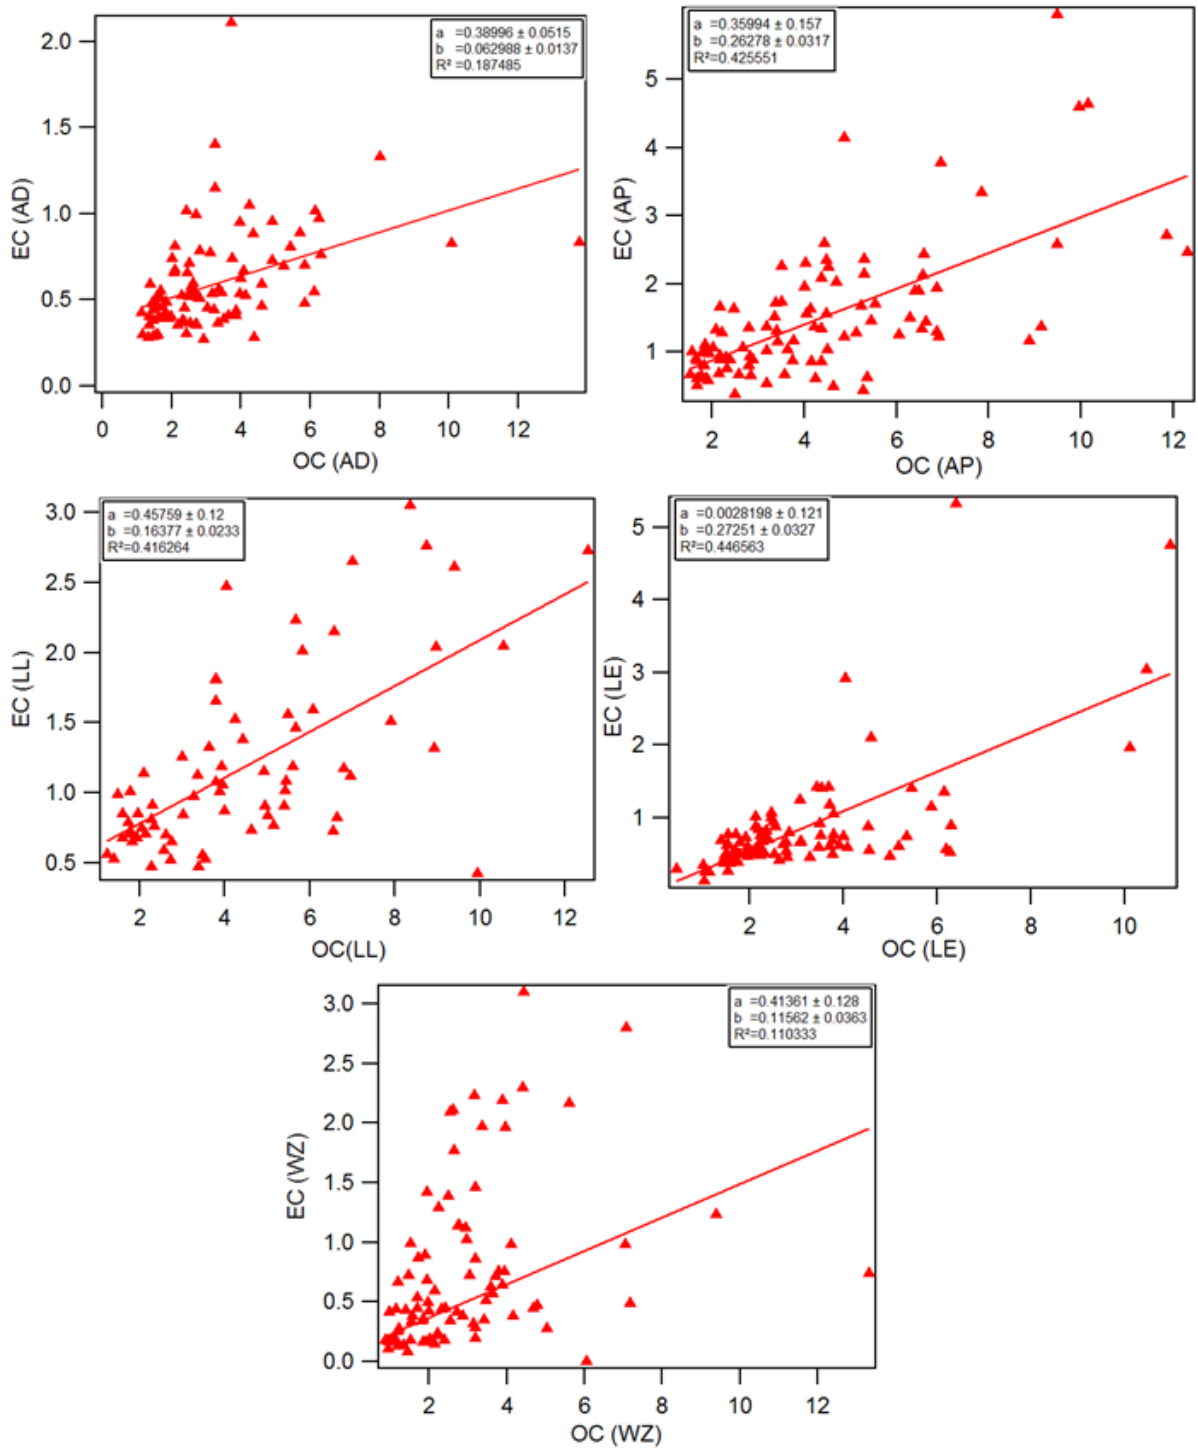 a =0.38996 ± 0.0515
b =0.062988 ± 0.0137
R² =0.187485
2.0
1.5
1.0
0.5
0.0
EC (AD)
0 2 4 6 8 10 12
OC (AD)
a =0.35994 ± 0.157
b =0.26278 ± 0.0317
R²=0.425551
5
4
3
2
1
EC (AP)
2 4 6 8 10 12
OC (AP)
a =0.45759 ± 0.12
b =0.16377 ± 0.0233
R²=0.416264
3.0
2.5
2.0
1.5
1.0
0.5
EC (LL)
2 4 6 8 10 12
OC(LL)
a =0.0028198 ± 0.121
b =0.27251 ± 0.0327
R²=0.446563
5
4
3
2
1
EC (LE)
2 4 6 8 10
OC (LE)
a =0.41361 ± 0.128
b =0.11562 ± 0.0363
R²=0.110333
3.0
2.5
2.0
1.5
1.0
0.5
0.0
EC (WZ)
2 4 6 8 10 12
OC (WZ)